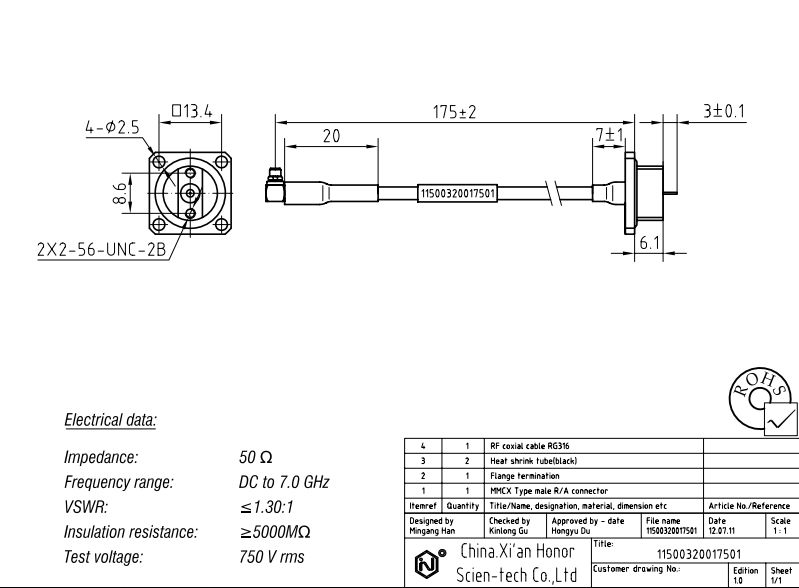 □13.4
4-Ø2.5
8.6
2X2-56-UNC-2B
175±2
3±0.1
20
7±1
11500320017501
6.1
ROHS
Electrical data:
Impedance: 50 Ω
Frequency range: DC to 7.0 GHz
VSWR: ≤1.30:1
Insulation resistance: ≥5000MΩ
Test voltage: 750 V rms
4 1 RF coxial cable RG316
3 2 Heat shrink tube(black)
2 1 Flange termination
1 1 MMCX Type male R/A connector
Itemref Quantity Title/Name, designation, material, dimension etc Article No./Reference
Designed by Checked by Approved by - date File name Date Scale
Mingang Han Kinlong Gu Hongyu Du 11500320017501 12.07.11 1 : 1
China.Xi'an Honor
Scien-tech Co.,Ltd
Title:
11500320017501
Customer drawing No.: Edition Sheet
1.0 1/1